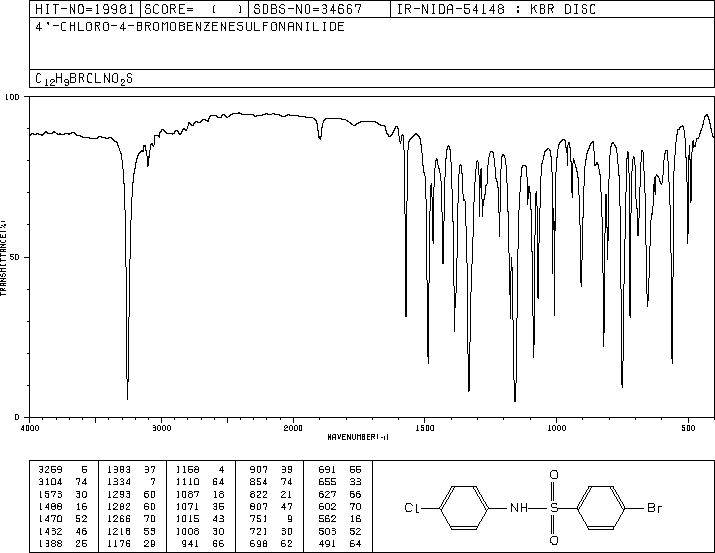 HIT-NO=19981 SCORE= ( ) SDBS-NO=34667 IR-NIDA-54148 : KBR DISC
4'-CHLORO-4-BROMOBENZENESULFONANILIDE
C12H9BRCLNO2S
100
50
0
TRANSMITTANCE(%)
4000 3000 2000 1500 1000 500
WAVENUMBER(-1)
3269 5 1383 37 1168 4 907 39 691 55
3104 74 1334 7 1110 64 854 74 655 33
1573 30 1293 60 1087 18 822 21 627 66
1488 16 1282 60 1071 35 807 47 602 70
1470 52 1266 70 1015 43 751 9 562 16
1432 46 1218 55 1008 30 721 30 503 52
1388 25 1176 29 941 66 698 62 491 64
O
Cl NH S Br
O